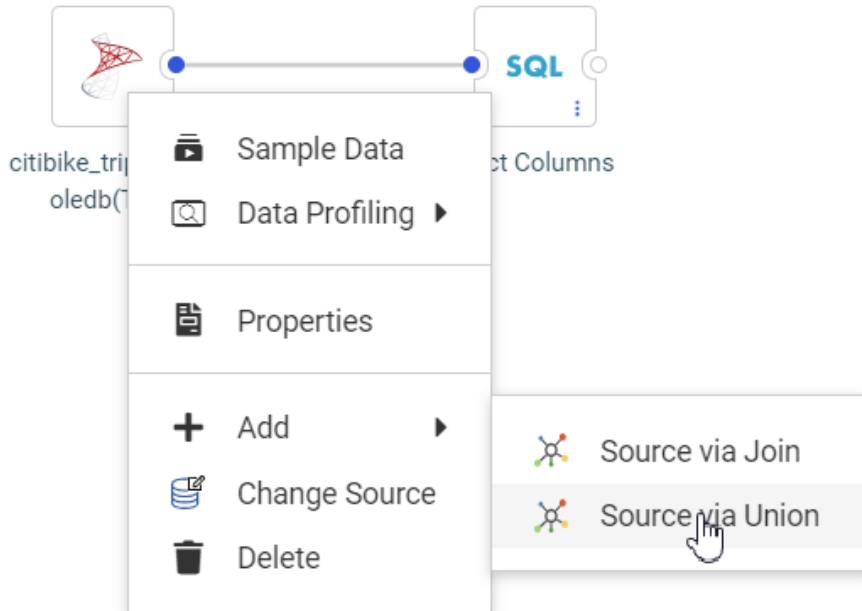 SQL
citibike_trip
ct Columns
oledb(T
Sample Data
Data Profiling
Properties
Add
Change Source
Delete
Source via Join
Source via Union